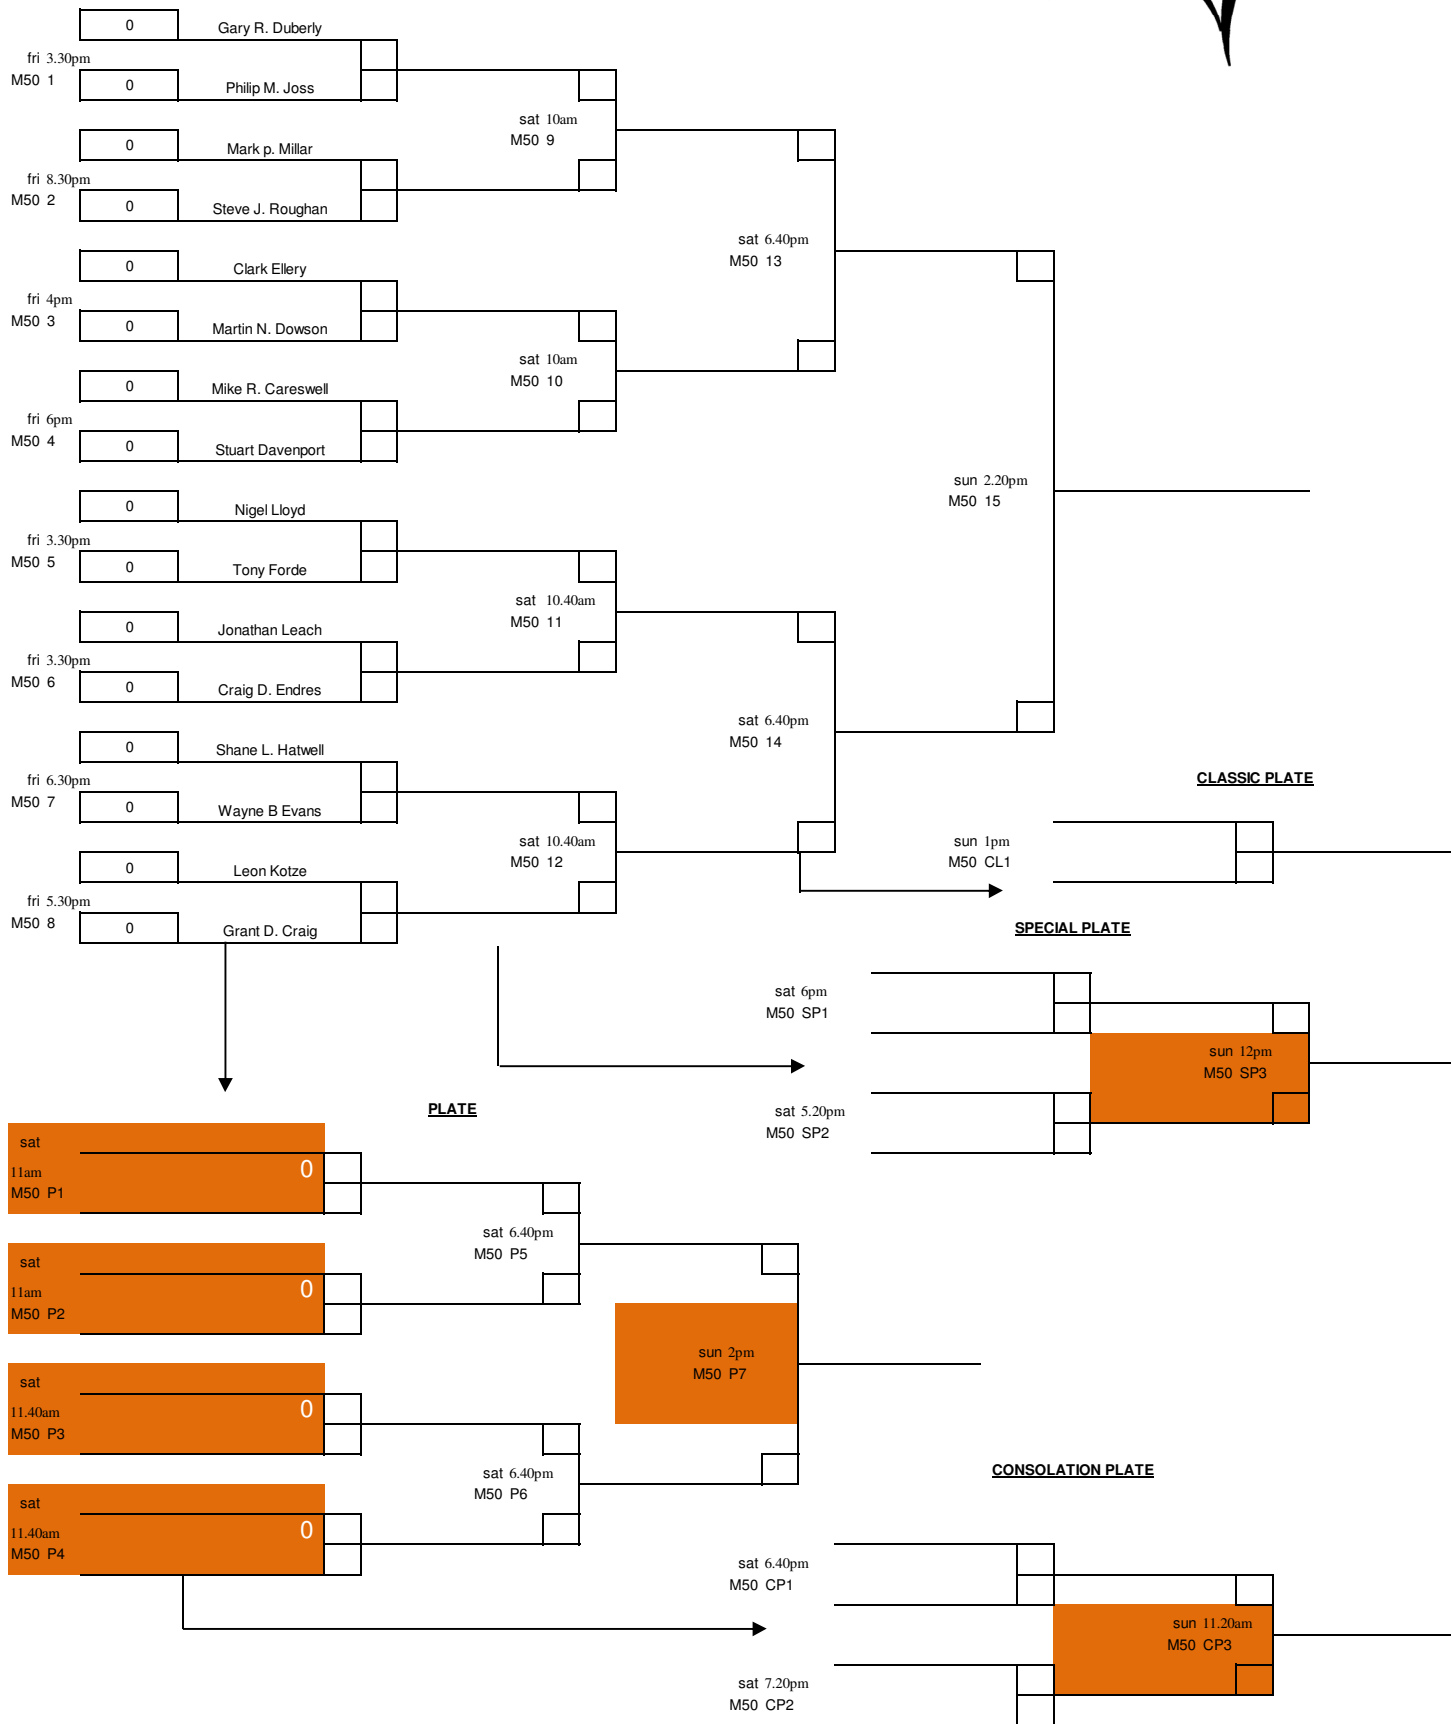 0 Gary R. Duberly
fri 3.30pm
M50 1
0 Philip M. Joss
sat 10am
M50 9
0 Mark p. Millar
fri 8.30pm
M50 2
0 Steve J. Roughan
sat 6.40pm
M50 13
0 Clark Ellery
fri 4pm
M50 3
0 Martin N. Dowson
sat 10am
M50 10
0 Mike R. Careswell
fri 6pm
M50 4
0 Stuart Davenport
sun 2.20pm
M50 15
0 Nigel Lloyd
fri 3.30pm
M50 5
0 Tony Forde
sat 10.40am
M50 11
0 Jonathan Leach
fri 3.30pm
M50 6
0 Craig D. Endres
sat 6.40pm
M50 14
0 Shane L. Hatwell
fri 6.30pm
M50 7
0 Wayne B Evans
sat 10.40am
M50 12
0 Leon Kotze
fri 5.30pm
M50 8
0 Grant D. Craig
CLASSIC PLATE
sun 1pm
M50 CL1
SPECIAL PLATE
sat 6pm
M50 SP1
sun 12pm
M50 SP3
sat 5.20pm
M50 SP2
PLATE
sat
11am 0
M50 P1
sat 6.40pm
M50 P5
sat
11am 0
M50 P2
sun 2pm
M50 P7
sat
11.40am 0
M50 P3
sat 6.40pm
M50 P6
sat
11.40am 0
M50 P4
CONSOLATION PLATE
sat 6.40pm
M50 CP1
sun 11.20am
M50 CP3
sat 7.20pm
M50 CP2